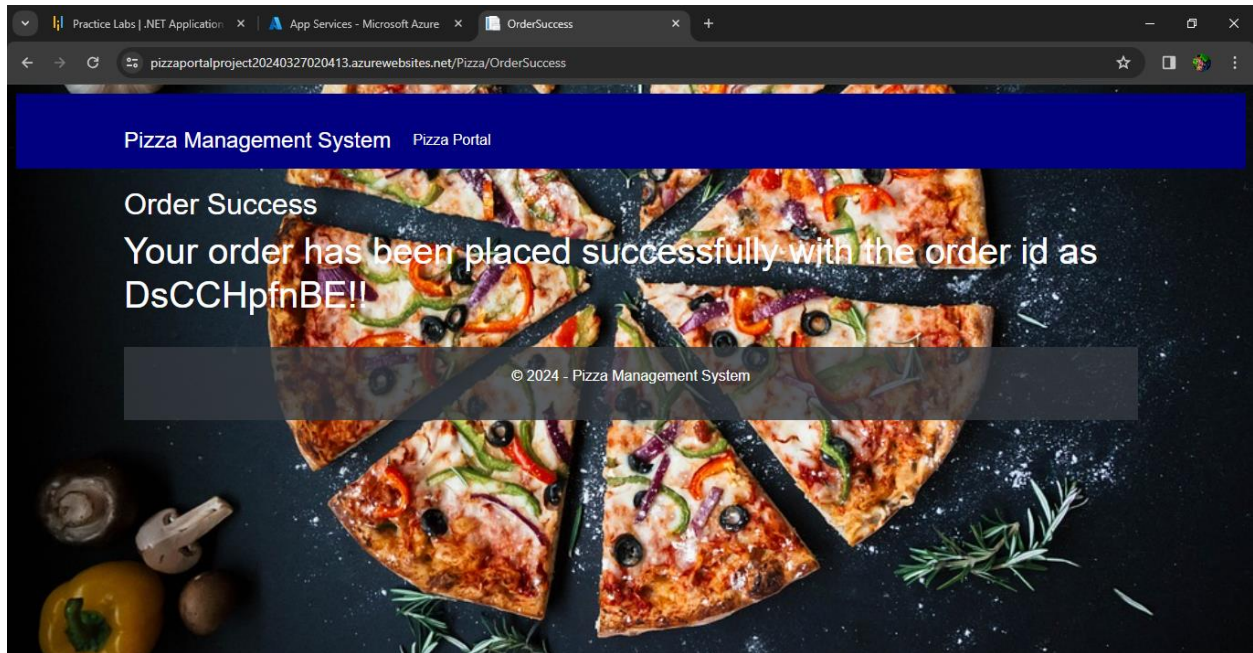 Practice Labs | .NET Application
App Services - Microsoft Azure
OrderSuccess
pizzaportalproject20240327020413.azurewebsites.net/Pizza/OrderSuccess
Pizza Management System Pizza Portal
Order Success
Your order has been placed successfully with the order id as
DsCCHpfnBE!!
© 2024 - Pizza Management System